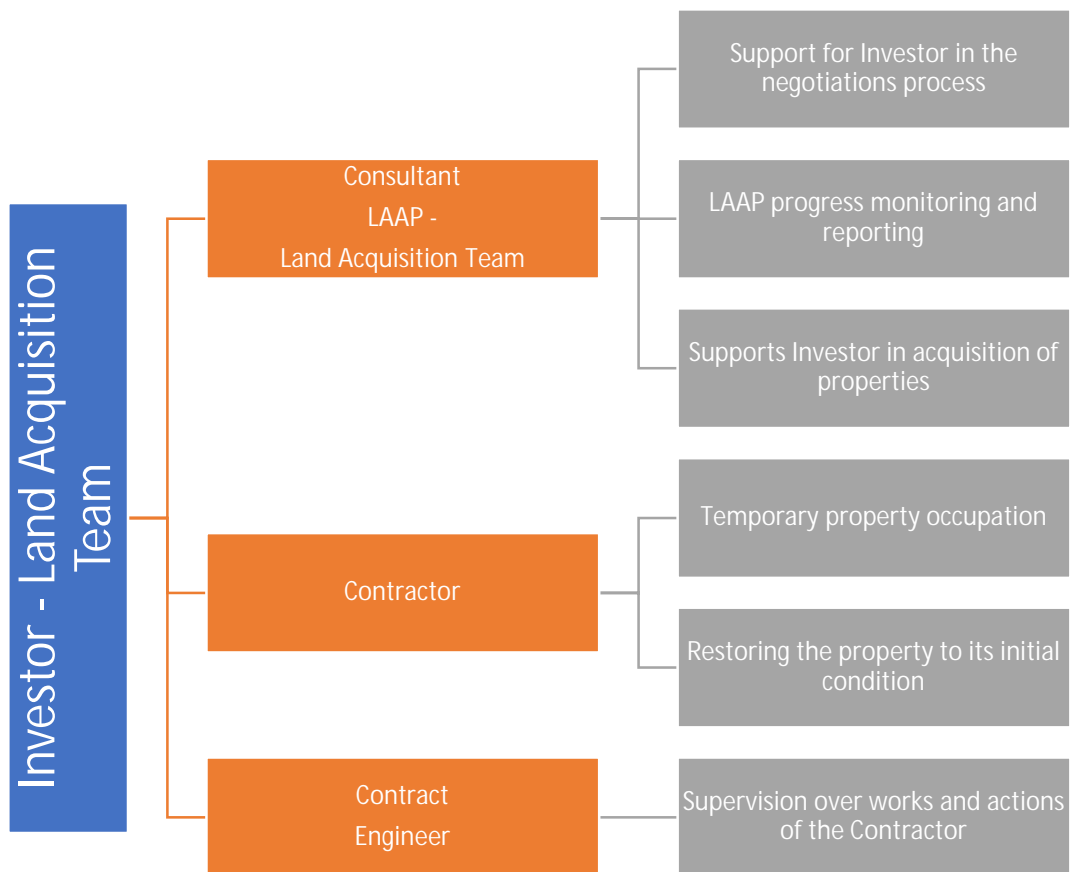 Investor - Land Acquisition
Team
Consultant
LAAP -
Land Acquisition Team
Support for Investor in the
negotiations process
LAAP progress monitoring and
reporting
Supports Investor in acquisition of
properties
Contractor
Temporary property occupation
Restoring the property to its initial
condition
Contract
Engineer
Supervision over works and actions
of the Contractor